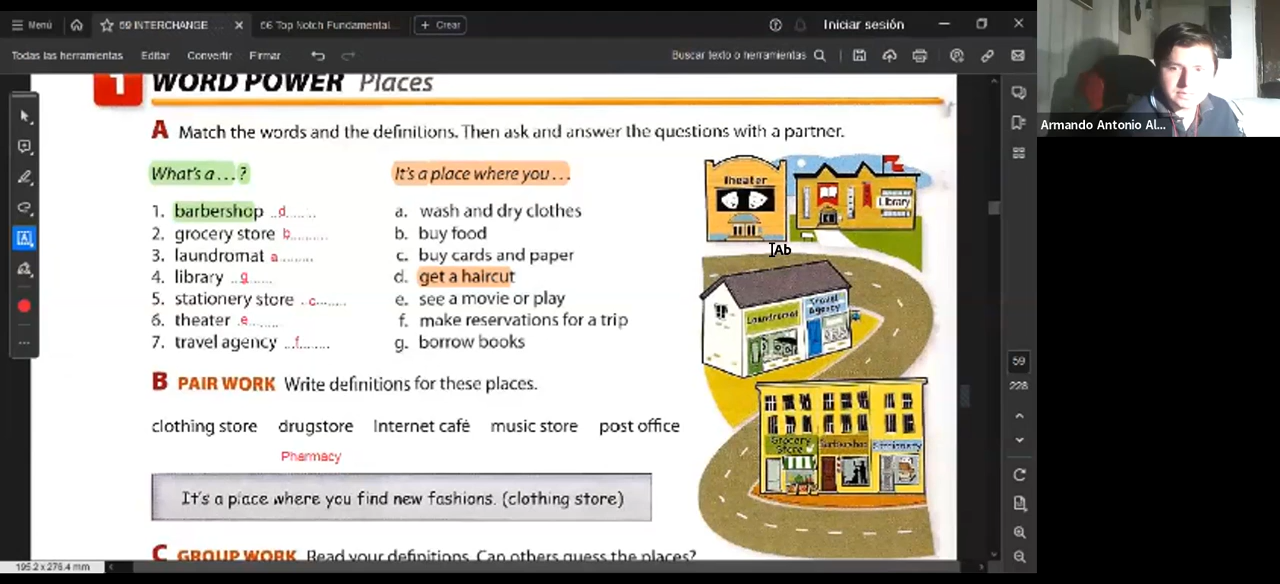 Menú 59 INTERCHANGE ... 66 Top Notch Fundamental... + Crear Iniciar sesión
Todas las herramientas Editar Convertir Firmar Buscar texto o herramientas
Armando Antonio Al...
1 WORD POWER Places
A Match the words and the definitions. Then ask and answer the questions with a partner.
What's a . . . ? It's a place where you . . .
1. barbershop d a. wash and dry clothes
2. grocery store b b. buy food
3. laundromat a c. buy cards and paper
4. library g d. get a haircut
5. stationery store c e. see a movie or play
6. theater e f. make reservations for a trip
7. travel agency f g. borrow books
Theater
Library
Ab
Laundromat
Travel Agency
Grocery Store
Barbershop
Stationery
B PAIR WORK Write definitions for these places.
clothing store drugstore Internet café music store post office
Pharmacy
It's a place where you find new fashions. (clothing store)
C GROUP WORK Read your definitions. Can others guess the places?
59
228
195.2 x 276.4 mm